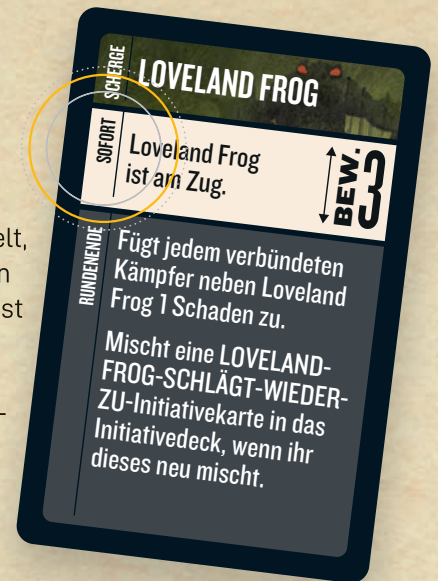 SCHERGE
LOVELAND FROG
SOFORT
Loveland Frog
ist am Zug.
BEW.
3
RUNDENENDE
Fügt jedem verbündeten
Kämpfer neben Loveland
Frog 1 Schaden zu.
Mischt eine LOVELAND-
FROG-SCHLÄGT-WIEDER-
ZU-Initiativekarte in das
Initiativedeck, wenn ihr
dieses neu mischt.
elt,
n
st
-